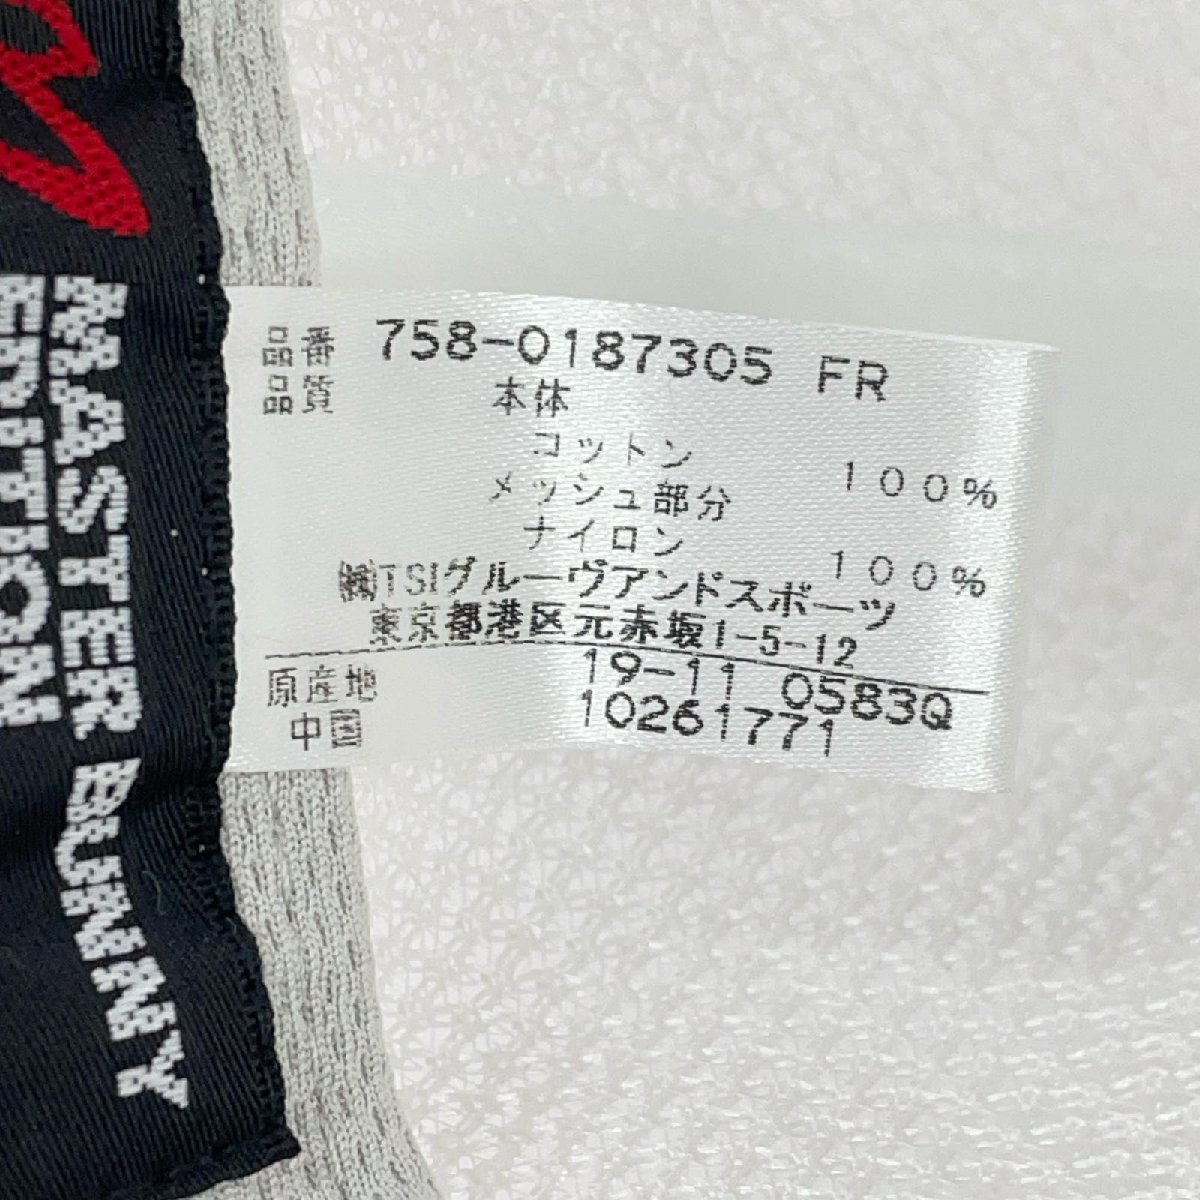 MASTER BUNNY
EDITION
品番 758-0187305 FR
品質 本体
コットン 100%
メッシュ部分
ナイロン 100%
㈱TSIグルーヴアンドスポーツ
東京都港区元赤坂1-5-12
原産地 19-11 0583Q
中国 10261771